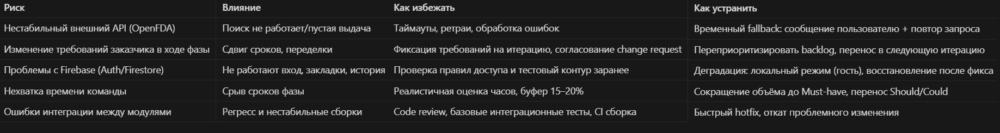 Риск Влияние Как избежать Как устранить
Нестабильный внешний API (OpenFDA) Поиск не работает/пустая выдача Таймауты, ретраи, обработка ошибок Временный fallback: сообщение пользователю + повтор запроса
Изменение требований заказчика в ходе фазы Сдвиг сроков, переделки Фиксация требований на итерацию, согласование change request Переприоритизировать backlog, перенос в следующую итерацию
Проблемы с Firebase (Auth/Firestore) Не работают вход, закладки, история Проверка правил доступа и тестовый контур заранее Деградация: локальный режим (гость), восстановление после фикса
Нехватка времени команды Срыв сроков фазы Реалистичная оценка часов, буфер 15–20% Сокращение объёма до Must-have, перенос Should/Could
Ошибки интеграции между модулями Регресс и нестабильные сборки Code review, базовые интеграционные тесты, CI сборка Быстрый hotfix, откат проблемного изменения